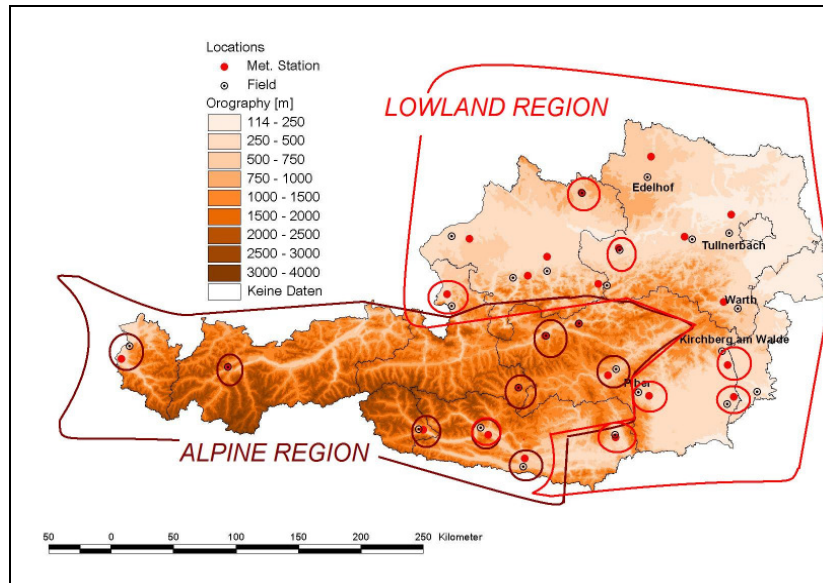 Locations
Met. Station
Field
Orography [m]
114 - 250
250 - 500
500 - 750
750 - 1000
1000 - 1500
1500 - 2000
2000 - 2500
2500 - 3000
3000 - 4000
Keine Daten
LOWLAND REGION
Edelhof
Tullnerbach
Warth
Kirchberg am Walde
Piber
ALPINE REGION
50 0 50 100 150 200 250 Kilometer